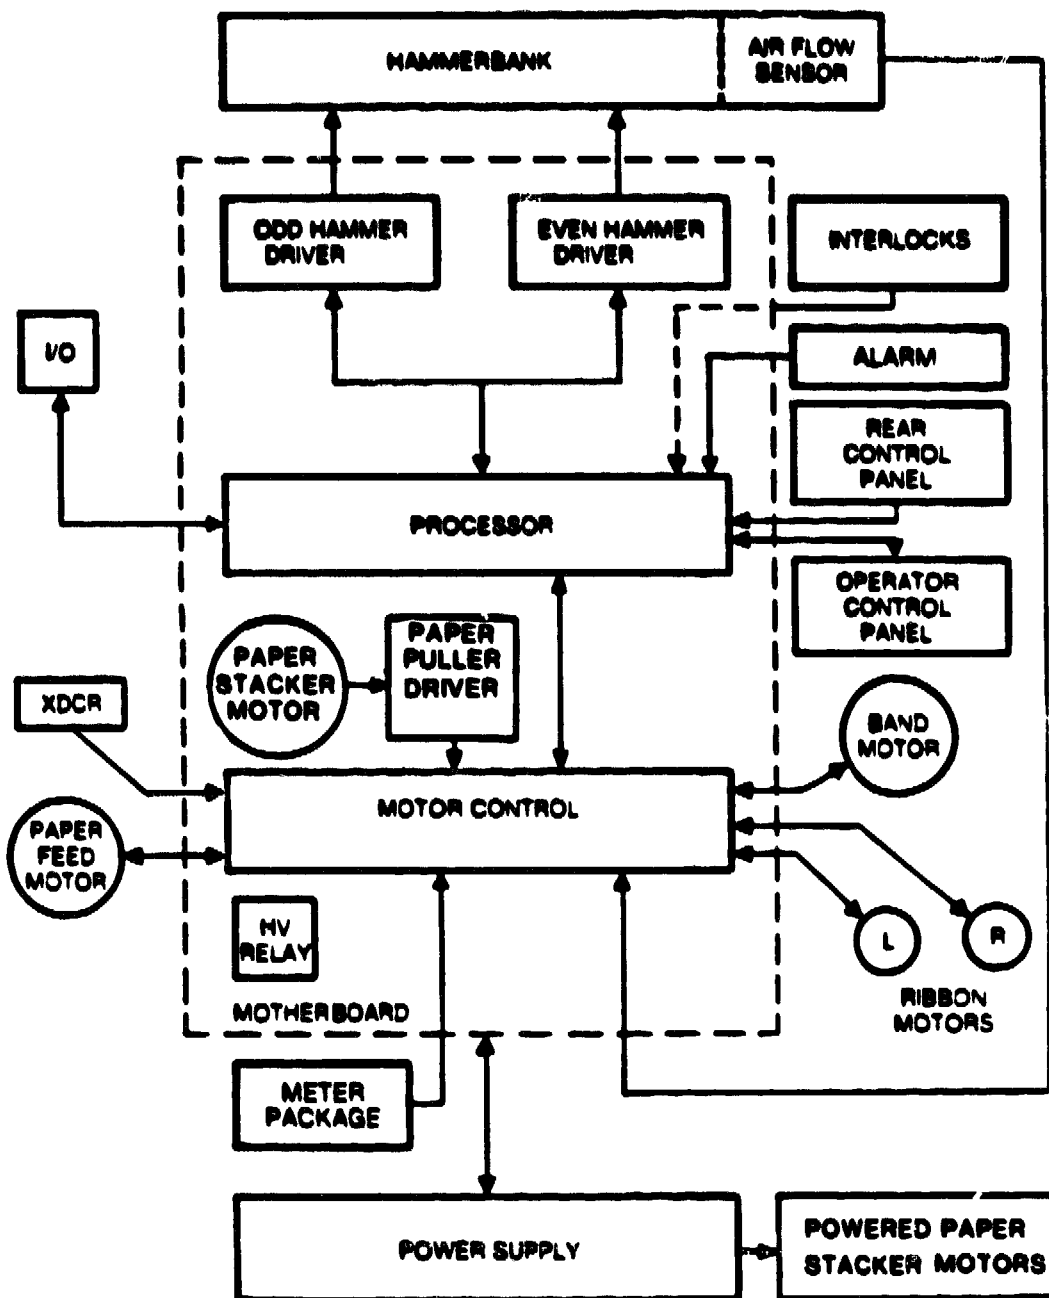 HAMMERBANK
AIR FLOW
SENSOR
ODD HAMMER
DRIVER
EVEN HAMMER
DRIVER
INTERLOCKS
I/O
ALARM
REAR
CONTROL
PANEL
PROCESSOR
OPERATOR
CONTROL
PANEL
PAPER
STACKER
MOTOR
PAPER
PULLER
DRIVER
XDCR
BAND
MOTOR
MOTOR CONTROL
PAPER
FEED
MOTOR
HV
RELAY
L
R
RIBBON
MOTORS
MOTHERBOARD
METER
PACKAGE
POWER SUPPLY
POWERED PAPER
STACKER MOTORS